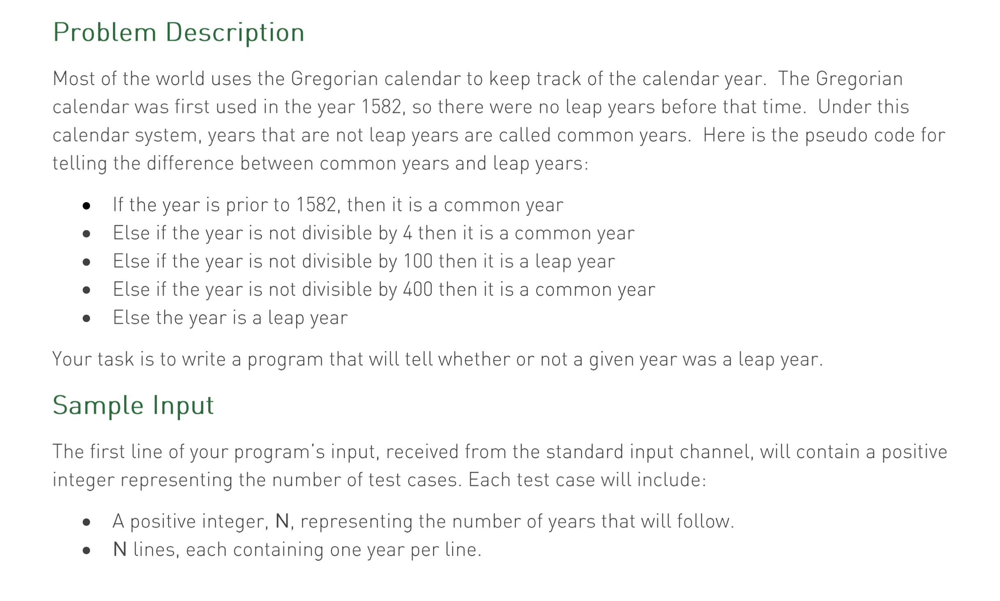 Problem Description
Most of the world uses the Gregorian calendar to keep track of the calendar year.  The Gregorian
calendar was first used in the year 1582, so there were no leap years before that time.  Under this
calendar system, years that are not leap years are called common years.  Here is the pseudo code for
telling the difference between common years and leap years:
• If the year is prior to 1582, then it is a common year
• Else if the year is not divisible by 4 then it is a common year
• Else if the year is not divisible by 100 then it is a leap year
• Else if the year is not divisible by 400 then it is a common year
• Else the year is a leap year
Your task is to write a program that will tell whether or not a given year was a leap year.
Sample Input
The first line of your program’s input, received from the standard input channel, will contain a positive
integer representing the number of test cases. Each test case will include:
• A positive integer, N, representing the number of years that will follow.
• N lines, each containing one year per line.